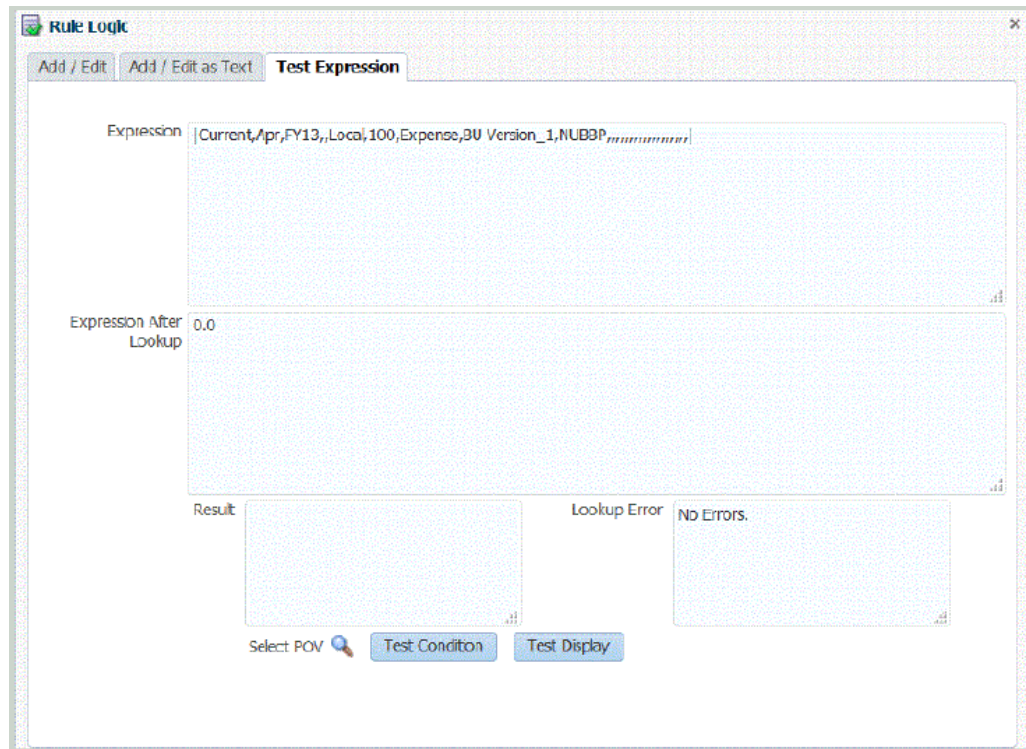 Rule Logic
Add / Edit Add / Edit as Text Test Expression
Expression |Current,Apr,FY13,,Local,100,Expense,BU Version_1,NUBBP,,,,,,,,,,,,,,,,,,,|
Expression After Lookup 0.0
Result Lookup Error No Errors.
Select POV Test Condition Test Display